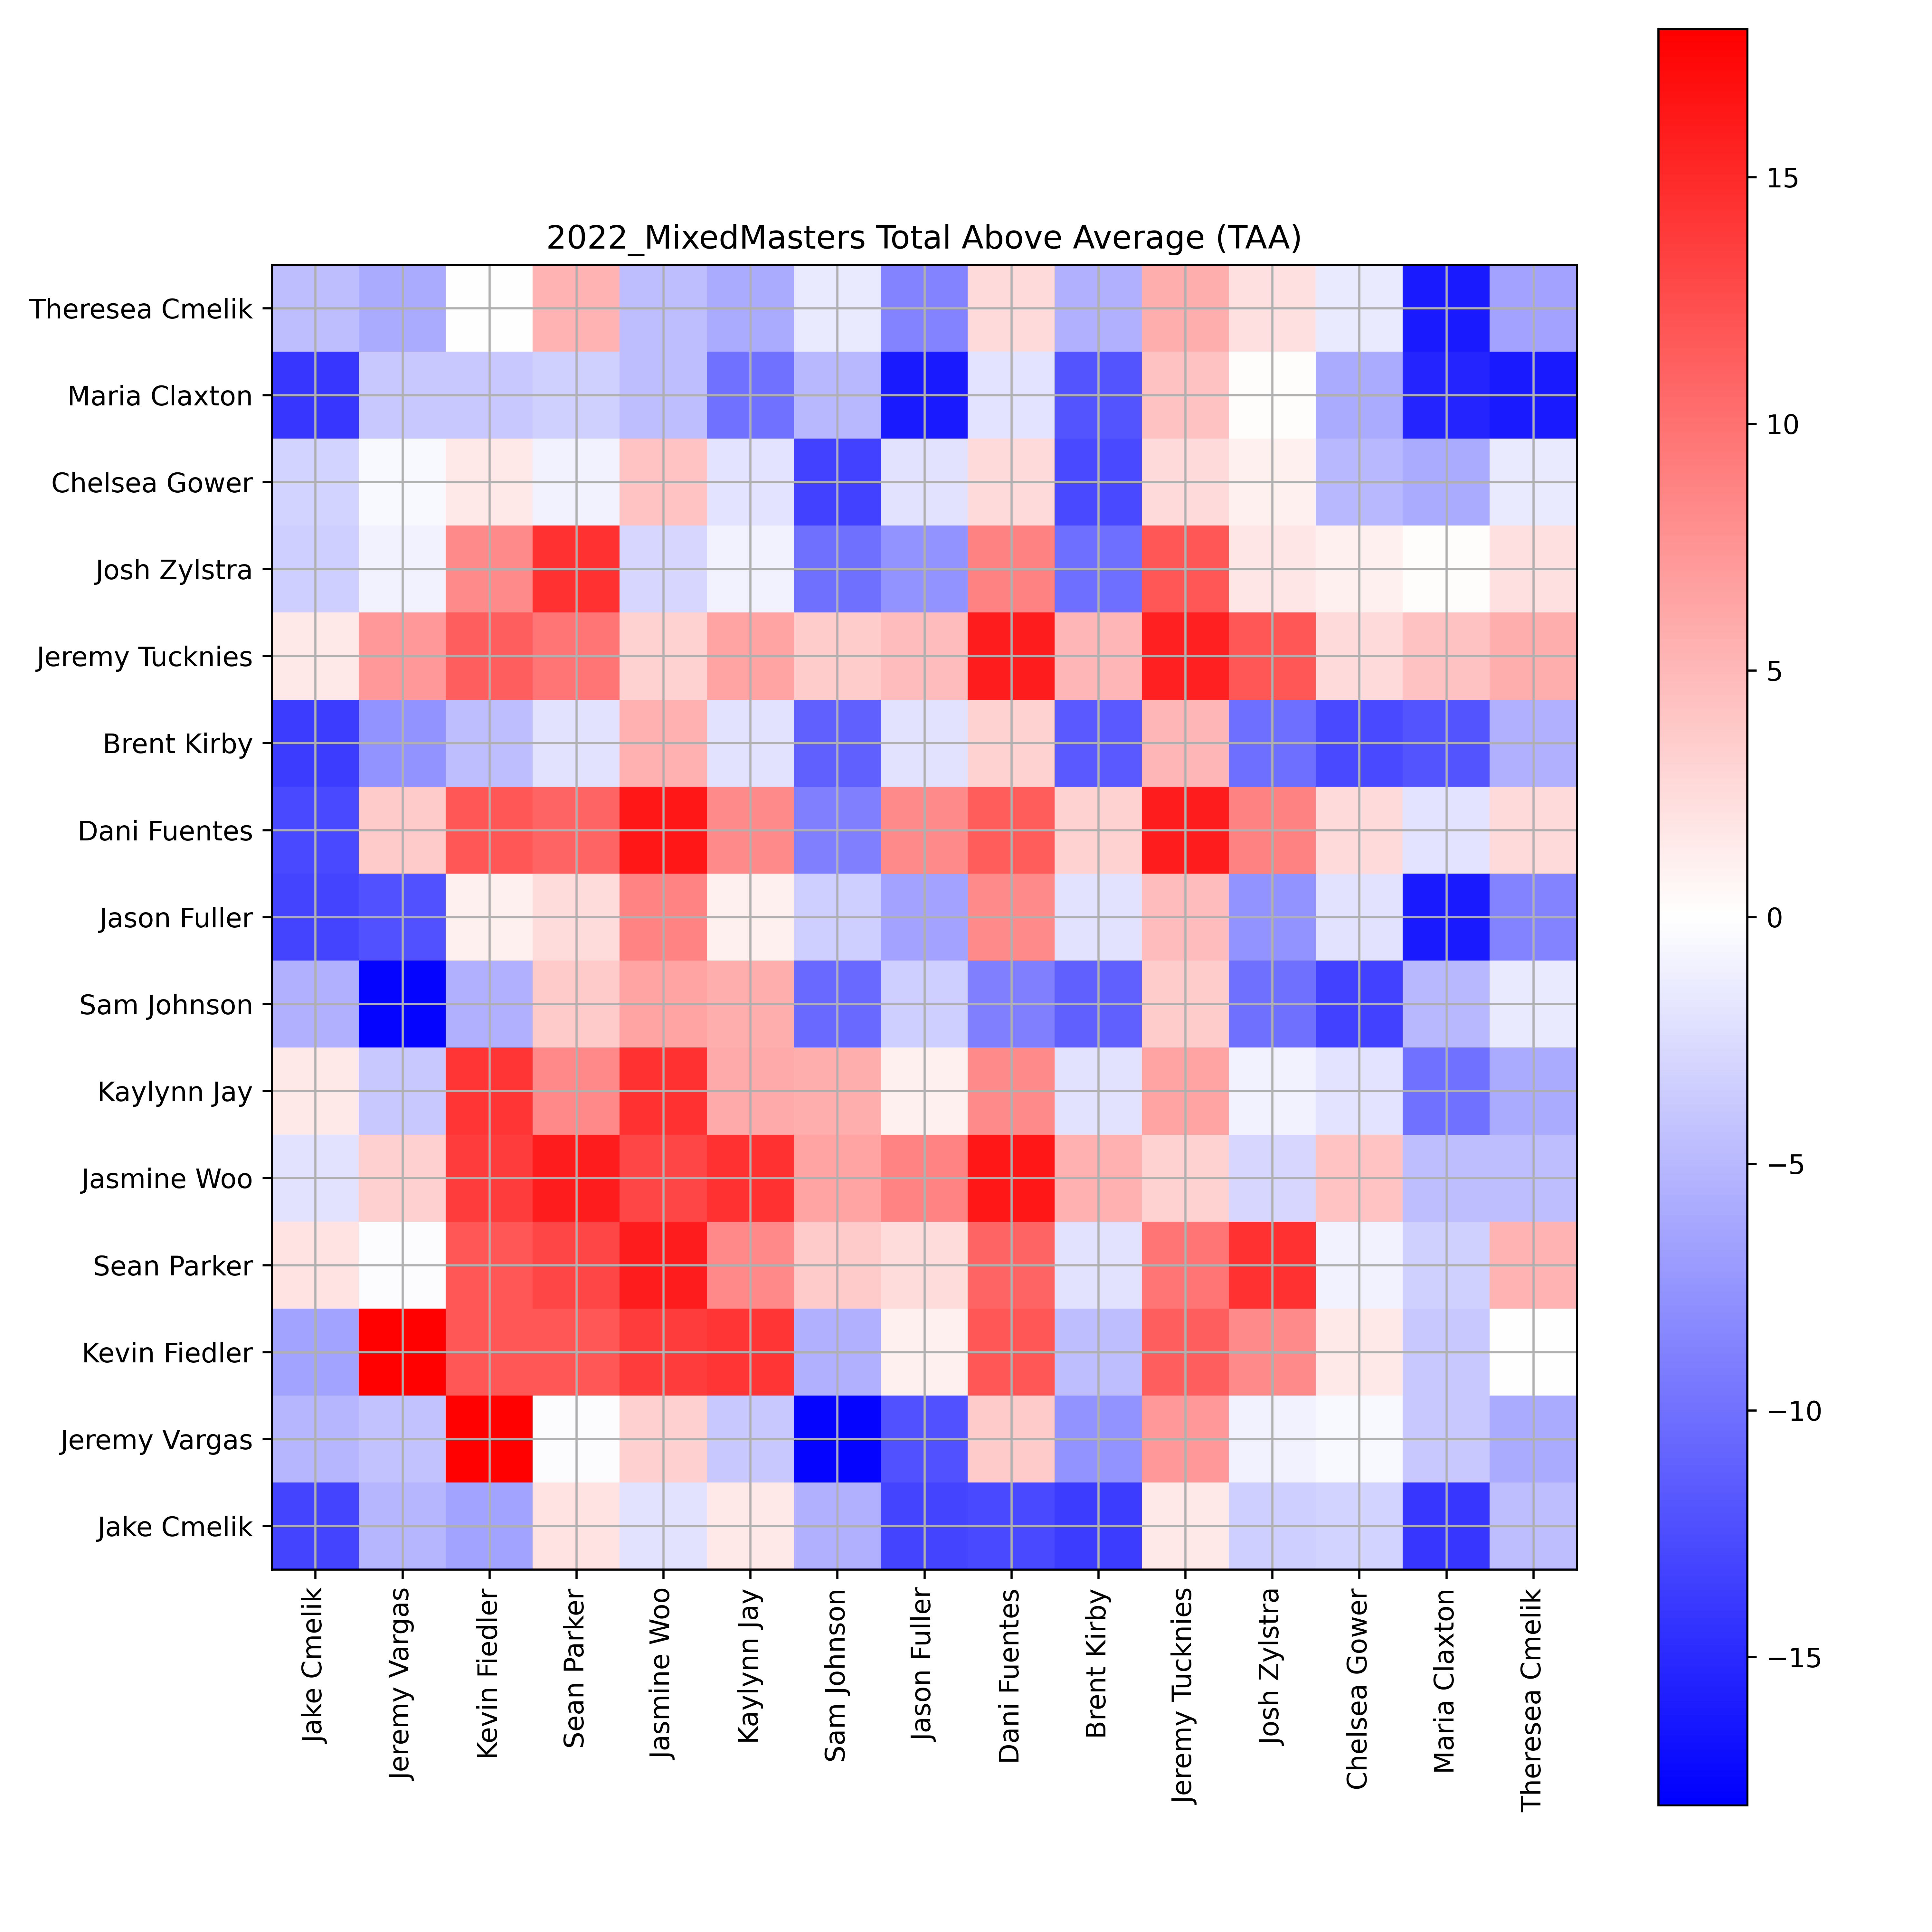 2022_MixedMasters Total Above Average (TAA)
Theresea Cmelik
Maria Claxton
Chelsea Gower
Josh Zylstra
Jeremy Tucknies
Brent Kirby
Dani Fuentes
Jason Fuller
Sam Johnson
Kaylynn Jay
Jasmine Woo
Sean Parker
Kevin Fiedler
Jeremy Vargas
Jake Cmelik
Jake Cmelik
Jeremy Vargas
Kevin Fiedler
Sean Parker
Jasmine Woo
Kaylynn Jay
Sam Johnson
Jason Fuller
Dani Fuentes
Brent Kirby
Jeremy Tucknies
Josh Zylstra
Chelsea Gower
Maria Claxton
Theresea Cmelik
15
10
5
0
−5
−10
−15